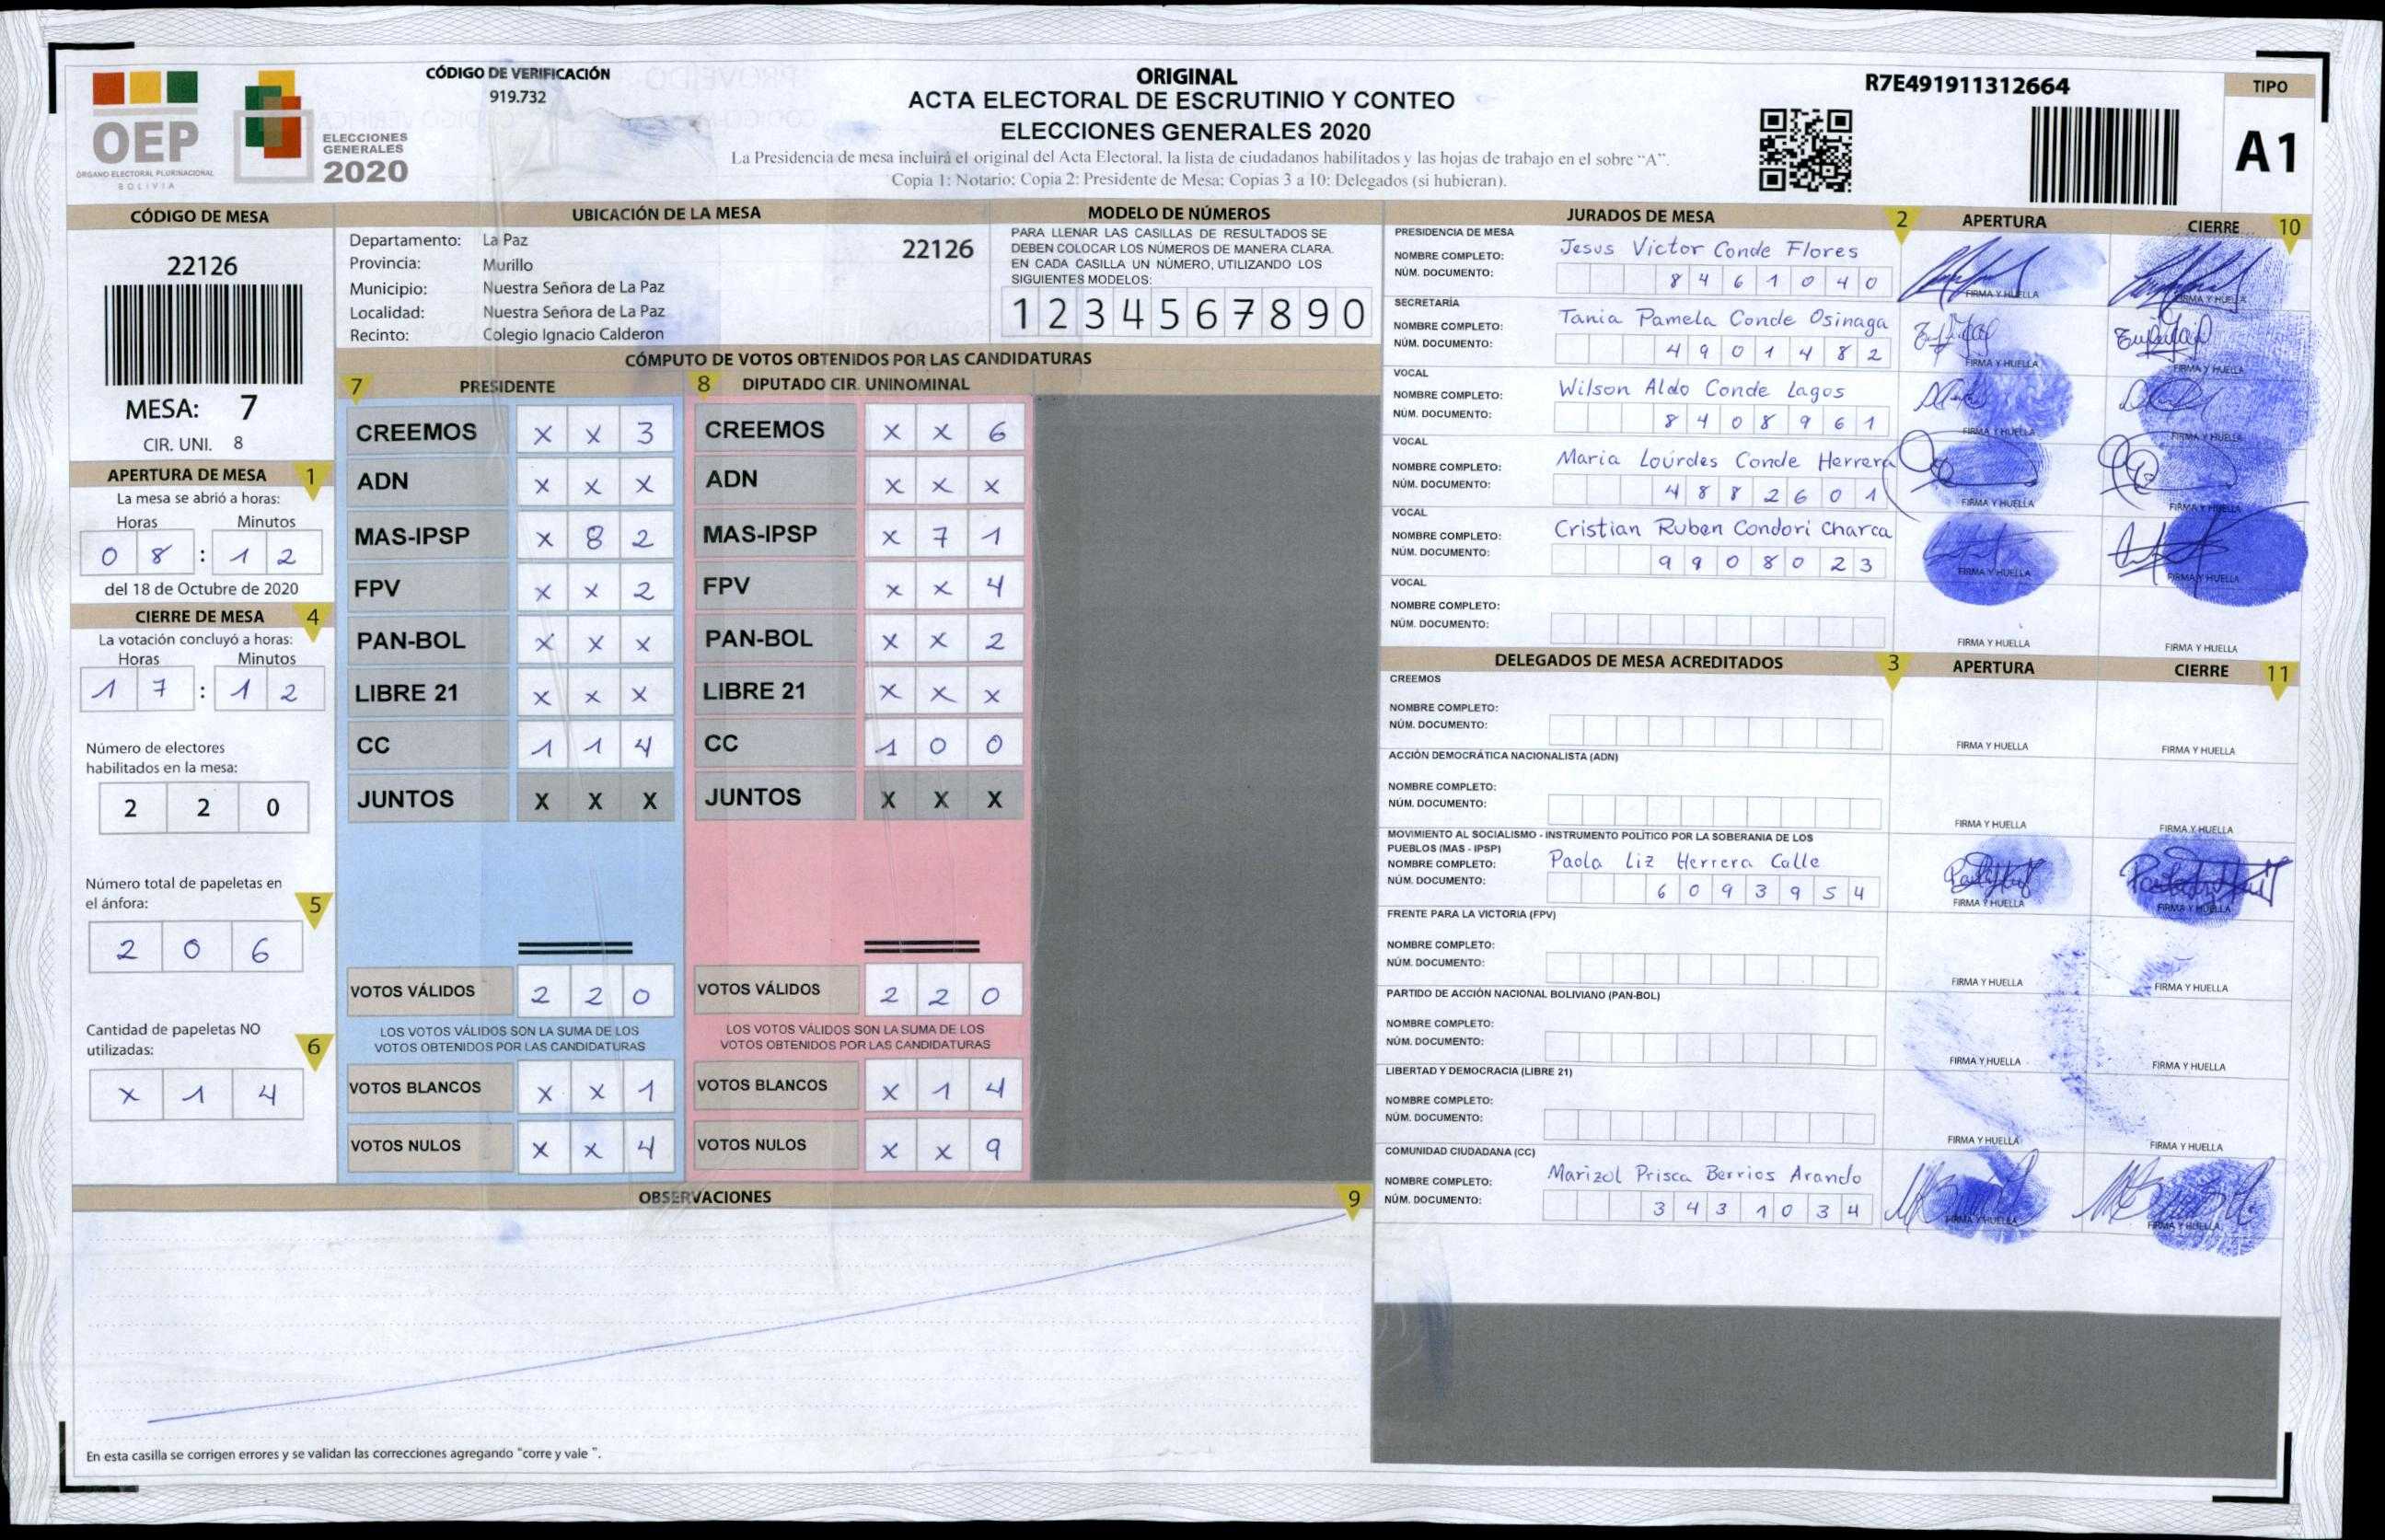 CÓDIGO DE VERIFICACIÓN
919.732
OEP
ÓRGANO ELECTORAL PLURINACIONAL
BOLIVIA
ELECCIONES
GENERALES
2020
ORIGINAL
ACTA ELECTORAL DE ESCRUTINIO Y CONTEO
ELECCIONES GENERALES 2020
La Presidencia de mesa incluirá el original del Acta Electoral, la lista de ciudadanos habilitados y las hojas de trabajo en el sobre "A".
Copia 1: Notario; Copia 2: Presidente de Mesa; Copias 3 a 10: Delegados (si hubieran).
R7E491911312664
TIPO
A1
CÓDIGO DE MESA
22126
MESA: 7
CIR. UNI. 8
APERTURA DE MESA 1
La mesa se abrió a horas:
Horas Minutos
0 8 : 1 2
del 18 de Octubre de 2020
CIERRE DE MESA 4
La votación concluyó a horas:
Horas Minutos
1 7 : 1 2
Número de electores
habilitados en la mesa:
2 2 0
Número total de papeletas en
el ánfora: 5
2 0 6
Cantidad de papeletas NO
utilizadas: 6
x 1 4
UBICACIÓN DE LA MESA
Departamento: La Paz
Provincia: Murillo
Municipio: Nuestra Señora de La Paz
Localidad: Nuestra Señora de La Paz
Recinto: Colegio Ignacio Calderon
22126
MODELO DE NÚMEROS
PARA LLENAR LAS CASILLAS DE RESULTADOS SE
DEBEN COLOCAR LOS NÚMEROS DE MANERA CLARA.
EN CADA CASILLA UN NÚMERO, UTILIZANDO LOS
SIGUIENTES MODELOS:
1 2 3 4 5 6 7 8 9 0
CÓMPUTO DE VOTOS OBTENIDOS POR LAS CANDIDATURAS
7 PRESIDENTE
CREEMOS x x 3
ADN x x x
MAS-IPSP x 8 2
FPV x x 2
PAN-BOL x x x
LIBRE 21 x x x
CC 1 1 4
JUNTOS X X X
VOTOS VÁLIDOS 2 2 0
LOS VOTOS VÁLIDOS SON LA SUMA DE LOS
VOTOS OBTENIDOS POR LAS CANDIDATURAS
VOTOS BLANCOS x x 1
VOTOS NULOS x x 4
8 DIPUTADO CIR. UNINOMINAL
CREEMOS x x 6
ADN x x x
MAS-IPSP x 7 1
FPV x x 4
PAN-BOL x x 2
LIBRE 21 x x x
CC 1 0 0
JUNTOS X X X
VOTOS VÁLIDOS 2 2 0
LOS VOTOS VÁLIDOS SON LA SUMA DE LOS
VOTOS OBTENIDOS POR LAS CANDIDATURAS
VOTOS BLANCOS x 1 4
VOTOS NULOS x x 9
OBSERVACIONES 9
En esta casilla se corrigen errores y se validan las correcciones agregando "corre y vale ".
JURADOS DE MESA 2 APERTURA CIERRE 10
PRESIDENCIA DE MESA
NOMBRE COMPLETO: Jesus Victor Conde Flores
NÚM. DOCUMENTO: 8 4 6 1 0 4 0
FIRMA Y HUELLA FIRMA Y HUELLA
SECRETARÍA
NOMBRE COMPLETO: Tania Pamela Conde Osinaga
NÚM. DOCUMENTO: 4 9 0 1 4 8 2
FIRMA Y HUELLA FIRMA Y HUELLA
VOCAL
NOMBRE COMPLETO: Wilson Aldo Conde Lagos
NÚM. DOCUMENTO: 8 4 0 8 9 6 1
FIRMA Y HUELLA FIRMA Y HUELLA
VOCAL
NOMBRE COMPLETO: Maria Lourdes Conde Herrera
NÚM. DOCUMENTO: 4 8 8 2 6 0 1
FIRMA Y HUELLA FIRMA Y HUELLA
VOCAL
NOMBRE COMPLETO: Cristian Ruben Condori Charca
NÚM. DOCUMENTO: 9 9 0 8 0 2 3
FIRMA Y HUELLA FIRMA Y HUELLA
VOCAL
NOMBRE COMPLETO:
NÚM. DOCUMENTO:
FIRMA Y HUELLA FIRMA Y HUELLA
DELEGADOS DE MESA ACREDITADOS 3 APERTURA CIERRE 11
CREEMOS
NOMBRE COMPLETO:
NÚM. DOCUMENTO:
FIRMA Y HUELLA FIRMA Y HUELLA
ACCIÓN DEMOCRÁTICA NACIONALISTA (ADN)
NOMBRE COMPLETO:
NÚM. DOCUMENTO:
FIRMA Y HUELLA FIRMA Y HUELLA
MOVIMIENTO AL SOCIALISMO - INSTRUMENTO POLÍTICO POR LA SOBERANIA DE LOS
PUEBLOS (MAS - IPSP)
NOMBRE COMPLETO: Paola Liz Herrera Calle
NÚM. DOCUMENTO: 6 0 9 3 9 5 4
FIRMA Y HUELLA FIRMA Y HUELLA
FRENTE PARA LA VICTORIA (FPV)
NOMBRE COMPLETO:
NÚM. DOCUMENTO:
FIRMA Y HUELLA FIRMA Y HUELLA
PARTIDO DE ACCIÓN NACIONAL BOLIVIANO (PAN-BOL)
NOMBRE COMPLETO:
NÚM. DOCUMENTO:
FIRMA Y HUELLA FIRMA Y HUELLA
LIBERTAD Y DEMOCRACIA (LIBRE 21)
NOMBRE COMPLETO:
NÚM. DOCUMENTO:
FIRMA Y HUELLA FIRMA Y HUELLA
COMUNIDAD CIUDADANA (CC)
NOMBRE COMPLETO: Marizol Prisca Berrios Arando
NÚM. DOCUMENTO: 3 4 3 1 0 3 4
FIRMA Y HUELLA FIRMA Y HUELLA